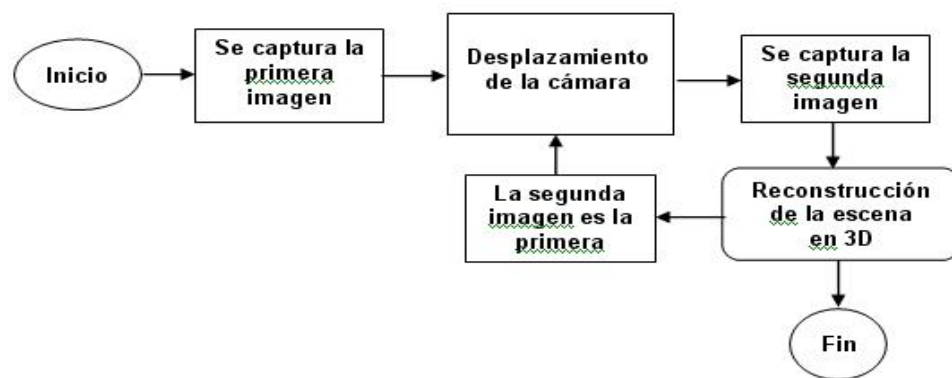 Inicio
Se captura la
primera
imagen
Desplazamiento
de la cámara
Se captura la
segunda
imagen
La segunda
imagen es la
primera
Reconstrucción
de la escena
en 3D
Fin